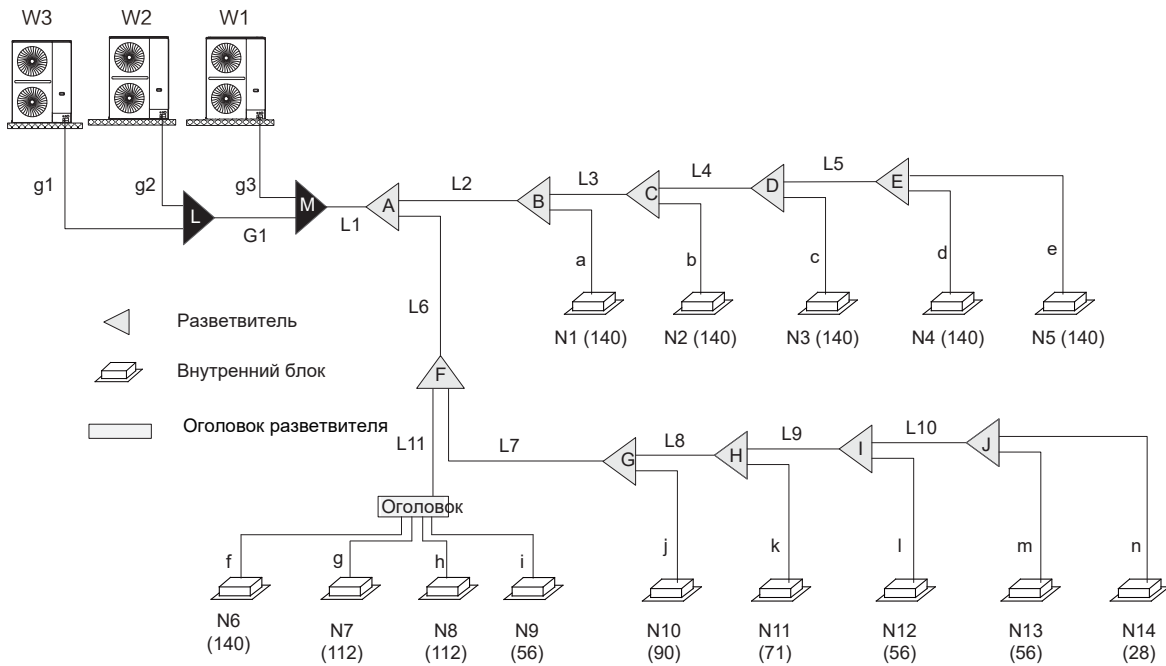 W3 W2 W1
g1 g2 g3
L M A L2 B L3 C L4 D L5 E
G1 L1
a b c d e
L6
N1 (140) N2 (140) N3 (140) N4 (140) N5 (140)
Разветвитель
Внутренний блок
Оголовок разветвителя
F
L11 L7 G L8 H L9 I L10 J
Оголовок
f g h i j k l m n
N6 N7 N8 N9 N10 N11 N12 N13 N14
(140) (112) (112) (56) (90) (71) (56) (56) (28)